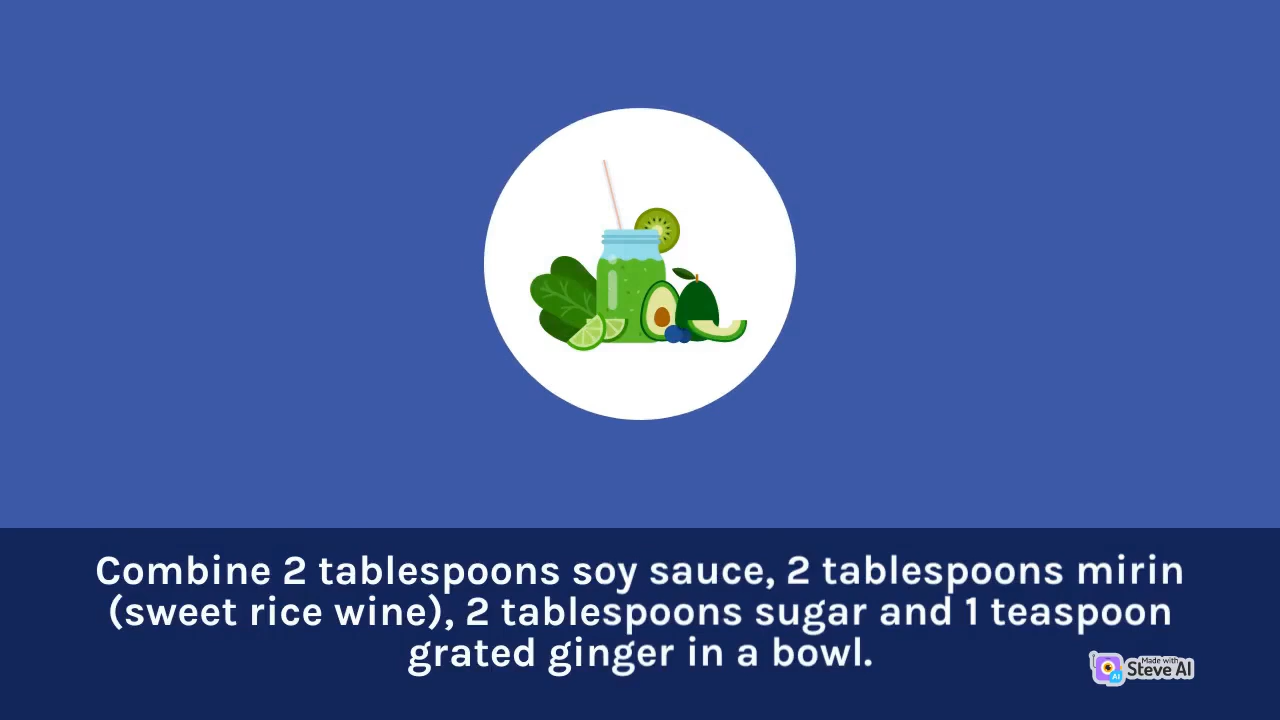 Combine 2 tablespoons soy sauce, 2 tablespoons mirin
(sweet rice wine), 2 tablespoons sugar and 1 teaspoon
grated ginger in a bowl.
Made with
Steve AI
AI